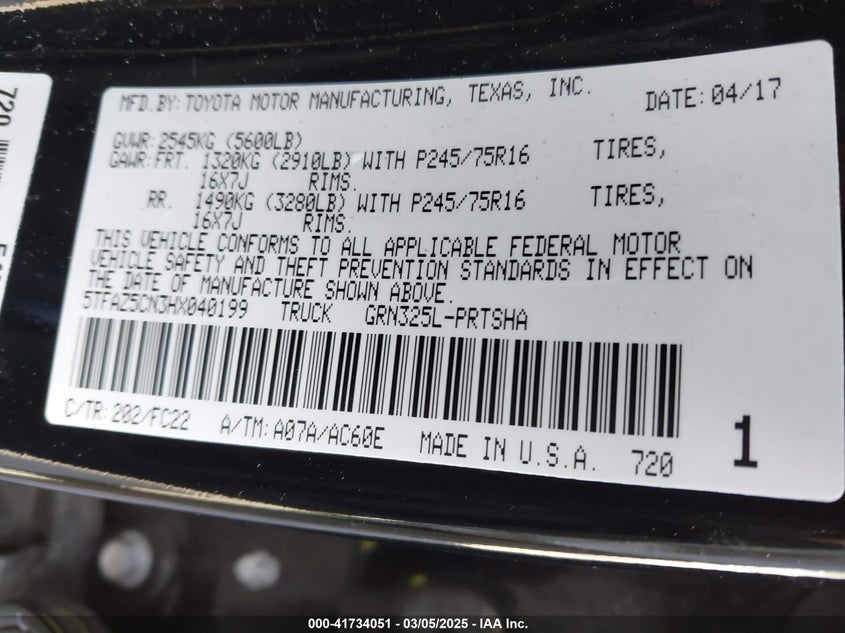 MFD.BY:TOYOTA MOTOR MANUFACTURING, TEXAS, INC. DATE:04/17
GVWR:2545KG (5600LB)
GAWR:FRT. 1320KG (2910LB) WITH P245/75R16 TIRES,
16X7J RIMS.
RR. 1490KG (3280LB) WITH P245/75R16 TIRES,
16X7J RIMS.
THIS VEHICLE CONFORMS TO ALL APPLICABLE FEDERAL MOTOR
VEHICLE SAFETY AND THEFT PREVENTION STANDARDS IN EFFECT ON
THE DATE OF MANUFACTURE SHOWN ABOVE.
5TFAZ5CN3HX040199 TRUCK GRN325L-PRTSHA
C/TR:202/FC22 A/TM:A07A/AC60E MADE IN U.S.A. 720 1
720
000-41734051 - 03/05/2025 - IAA Inc.